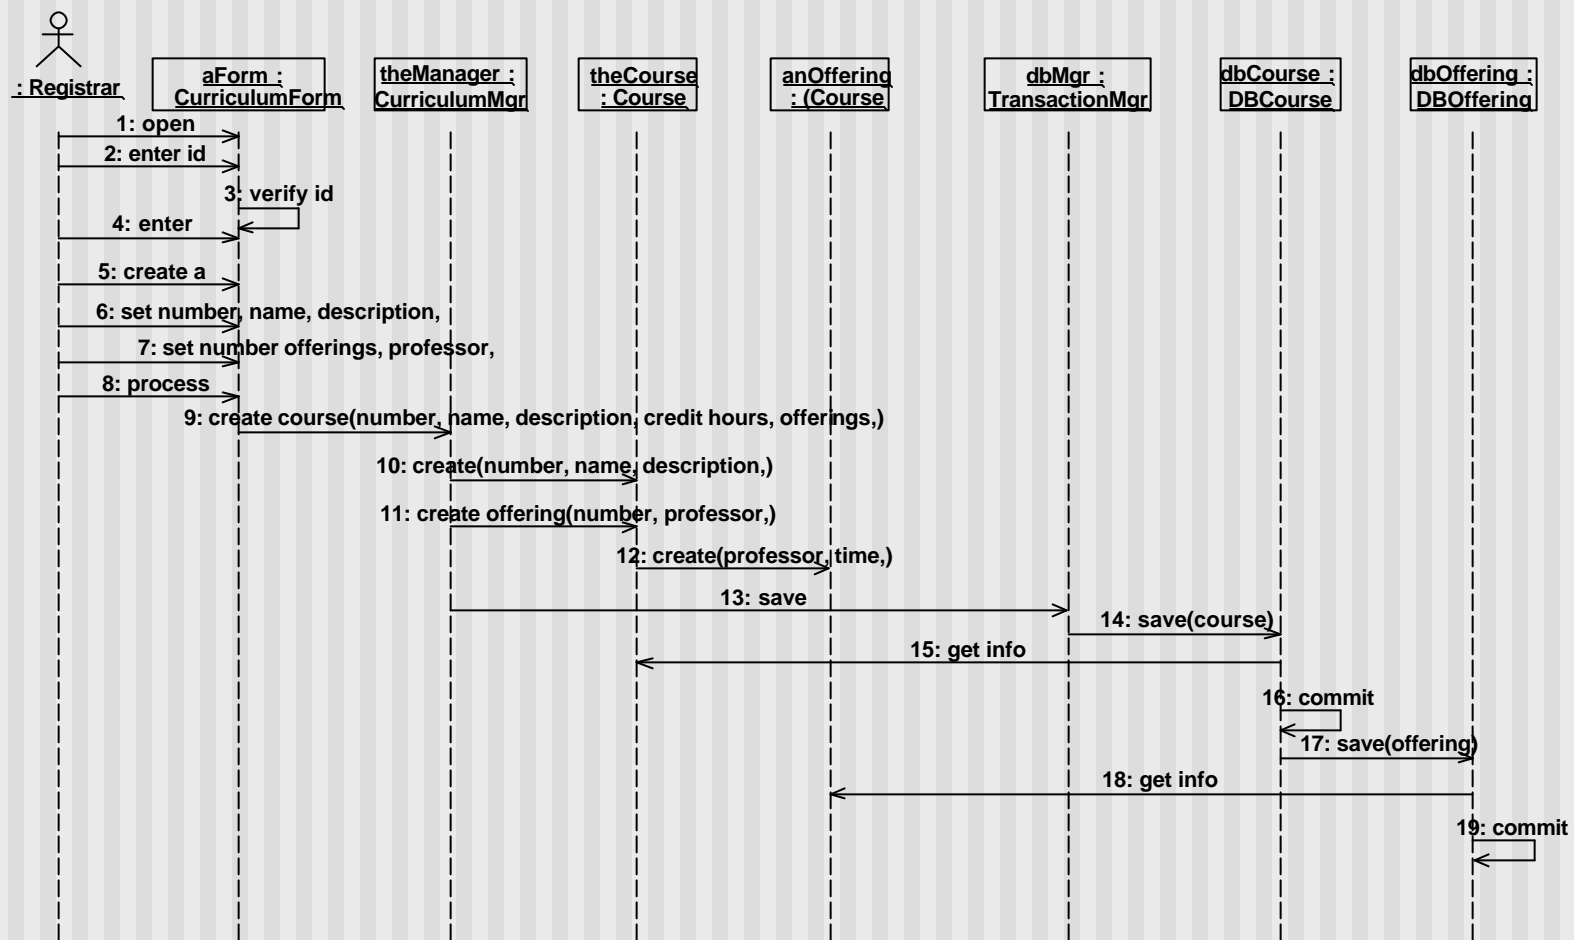 : Registrar
aForm :
CurriculumForm
theManager :
CurriculumMgr
theCourse
: Course
anOffering
: (Course
dbMgr :
TransactionMgr
dbCourse :
DBCourse
dbOffering :
DBOffering
1: open
2: enter id
3: verify id
4: enter
5: create a
6: set number, name, description,
7: set number offerings, professor,
8: process
9: create course(number, name, description, credit hours, offerings,)
10: create(number, name, description,)
11: create offering(number, professor,)
12: create(professor, time,)
13: save
14: save(course)
15: get info
16: commit
17: save(offering)
18: get info
19: commit